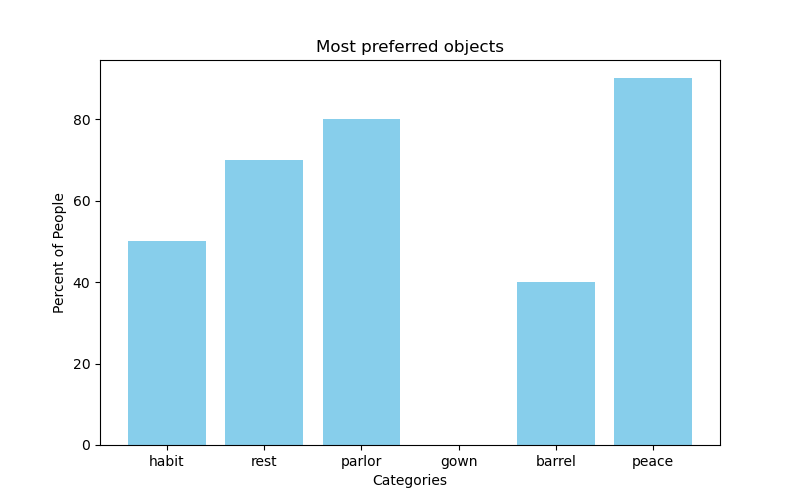 Most preferred objects
Percent of People
80
60
40
20
0
habit rest parlor gown barrel peace
Categories